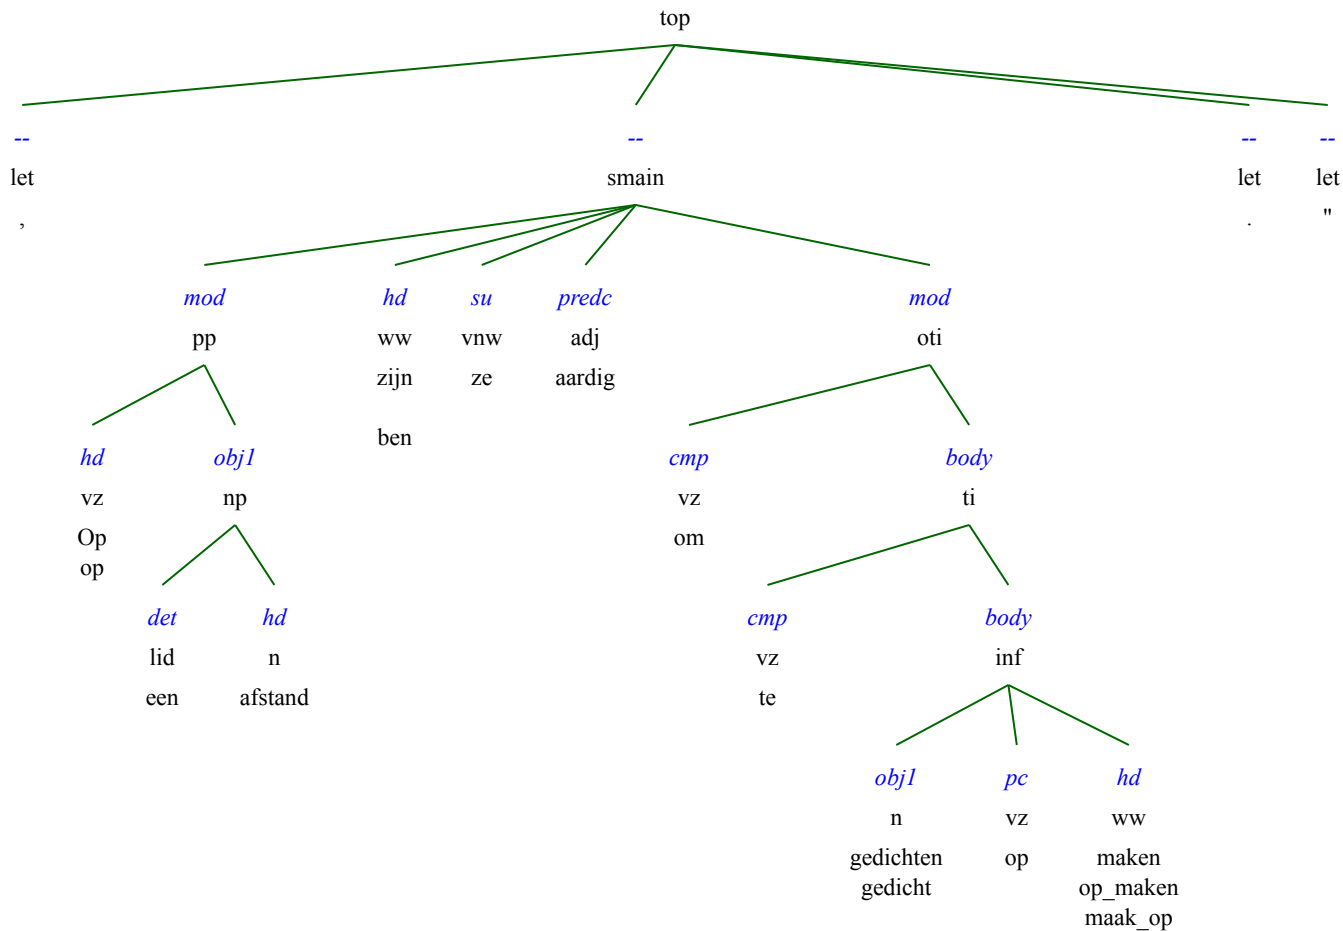 top
-- -- -- --
let smain let let
, . "
mod hd su predc mod
pp ww vnw adj oti
zijn ze aardig
ben
hd obj1 cmp body
vz np vz ti
Op om
op
det hd cmp body
lid n vz inf
een afstand te
obj1 pc hd
n vz ww
gedichten op maken
gedicht op_maken
maak_op